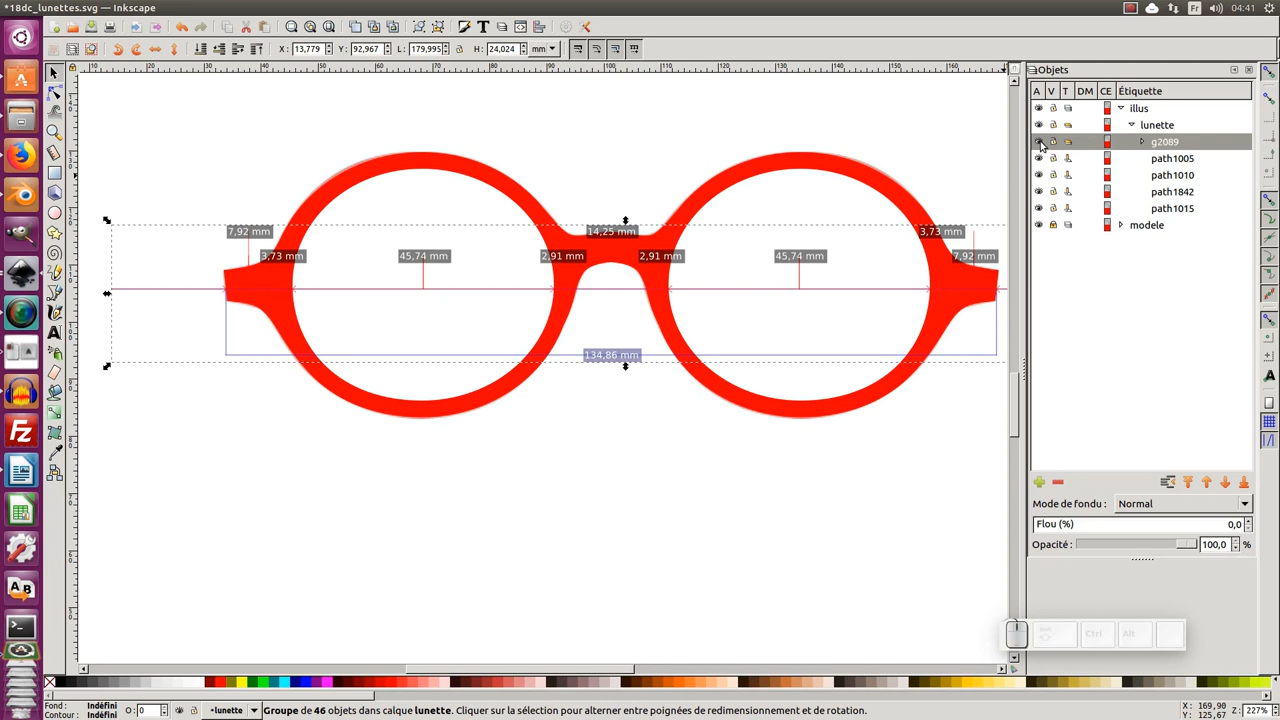 *18dc_lunettes.svg — Inkscape
Fr 04:41
X : 13,779 Y : 92,967 L : 179,995 H : 24,024 mm
Objets
A V T DM CE Étiquette
illus
lunette
g2089
path1005
path1010
path1842
path1015
modele
7,92 mm 14,25 mm 3,73 mm
3,73 mm 45,74 mm 2,91 mm 2,91 mm 45,74 mm 7,92 mm
134,86 mm
Mode de fondu : Normal
Flou (%) 0,0
Opacité : 100,0 %
Ctrl Alt
Fond : Indéfini
Contour : Indéfini
O : 0
lunette
Groupe de 46 objets dans calque lunette. Cliquer sur la sélection pour alterner entre poignées de redimensionnement et de rotation.
X : 169,90
Y : 125,67
Z : 227%